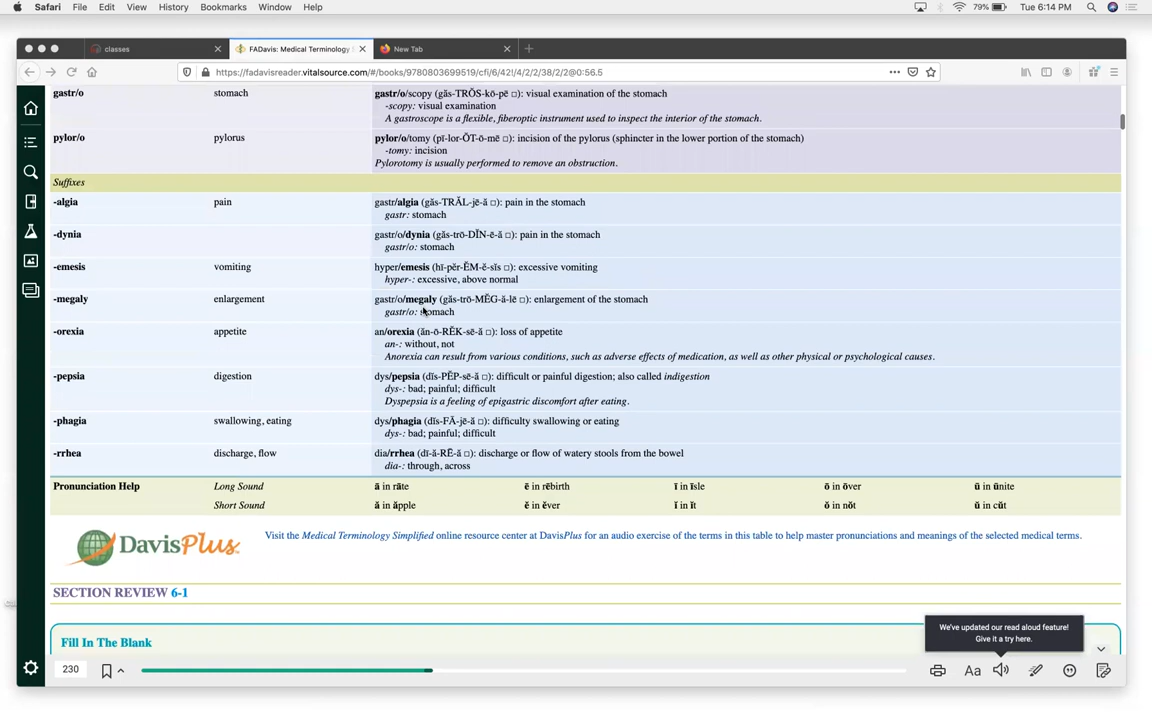 Safari File Edit View History Bookmarks Window Help 79% Tue 6:14 PM
classes FADavis: Medical Terminology New Tab
https://fadavisreader.vitalsource.com/#/books/9780803699519/cfi/6/42!/4/2/2/38/2/2@0:56.5
gastr/o stomach gastr/o/scopy (găs-TRŎS-kō-pē □): visual examination of the stomach
-scopy: visual examination
A gastroscope is a flexible, fiberoptic instrument used to inspect the interior of the stomach.
pylor/o pylorus pylor/o/tomy (pī-lor-ŎT-ō-mē □): incision of the pylorus (sphincter in the lower portion of the stomach)
-tomy: incision
Pylorotomy is usually performed to remove an obstruction.
Suffixes
-algia pain gastr/algia (găs-TRĂL-jē-ă □): pain in the stomach
gastr: stomach
-dynia gastr/o/dynia (găs-trō-DĬN-ē-ă □): pain in the stomach
gastr/o: stomach
-emesis vomiting hyper/emesis (hī-pĕr-ĔM-ĕ-sĭs □): excessive vomiting
hyper-: excessive, above normal
-megaly enlargement gastr/o/megaly (găs-trō-MĔG-ă-lē □): enlargement of the stomach
gastr/o: stomach
-orexia appetite an/orexia (ăn-ō-RĔK-sē-ă □): loss of appetite
an-: without, not
Anorexia can result from various conditions, such as adverse effects of medication, as well as other physical or psychological causes.
-pepsia digestion dys/pepsia (dĭs-PĔP-sē-ă □): difficult or painful digestion; also called indigestion
dys-: bad; painful; difficult
Dyspepsia is a feeling of epigastric discomfort after eating.
-phagia swallowing, eating dys/phagia (dĭs-FĀ-jē-ă □): difficulty swallowing or eating
dys-: bad; painful; difficult
-rrhea discharge, flow dia/rrhea (dī-ă-RĒ-ă □): discharge or flow of watery stools from the bowel
dia-: through, across
Pronunciation Help Long Sound ā in rāte ē in rēbirth ī in īsle ō in ōver ū in ūnite
Short Sound ă in ăpple ĕ in ĕver ĭ in ĭt ŏ in nŏt ŭ in cŭt
DavisPlus Visit the Medical Terminology Simplified online resource center at DavisPlus for an audio exercise of the terms in this table to help master pronunciations and meanings of the selected medical terms.
SECTION REVIEW 6-1
We've updated our read aloud feature!
Give it a try here.
Fill In The Blank
230 Aa